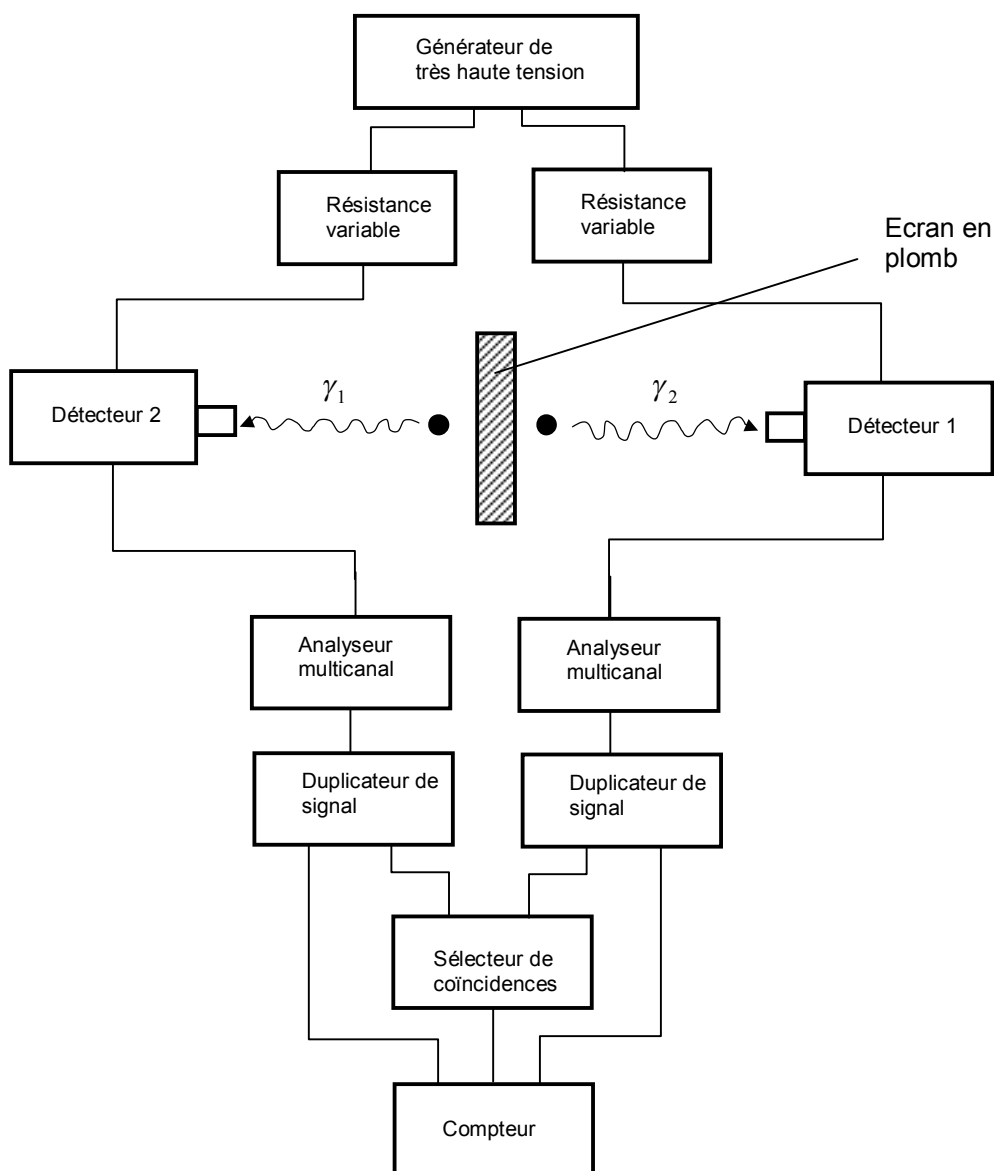 Générateur de
très haute tension
Résistance
variable
Résistance
variable
Ecran en
plomb
γ₁
γ₂
Détecteur 2
Détecteur 1
Analyseur
multicanal
Analyseur
multicanal
Duplicateur de
signal
Duplicateur de
signal
Sélecteur de
coïncidences
Compteur